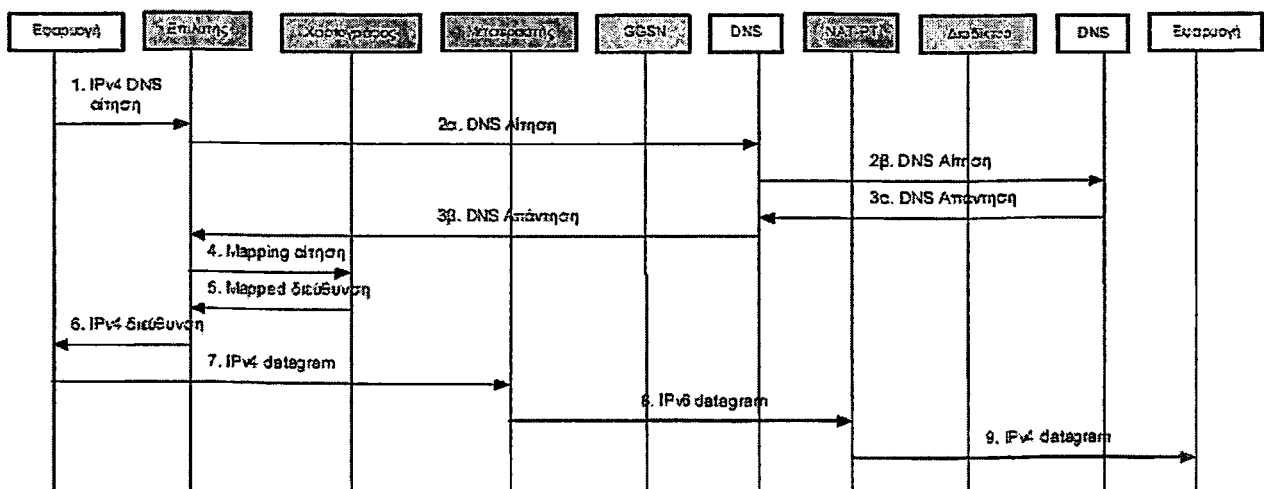 Εφαρμογή
Επιλατής
Χαρτογράφος
Μεταφραστής
GGSN
DNS
NAT-PT
Διαδίκτυο
DNS
Εφαρμογή
1. IPv4 DNS
αίτηση
2α. DNS Αίτηση
2β. DNS Αίτηση
3α. DNS Απάντηση
3β. DNS Απάντηση
4. Mapping αίτηση
5. Mapped διεύθυνση
6. IPv4 διεύθυνση
7. IPv4 datagram
8. IPv6 datagram
9. IPv4 datagram